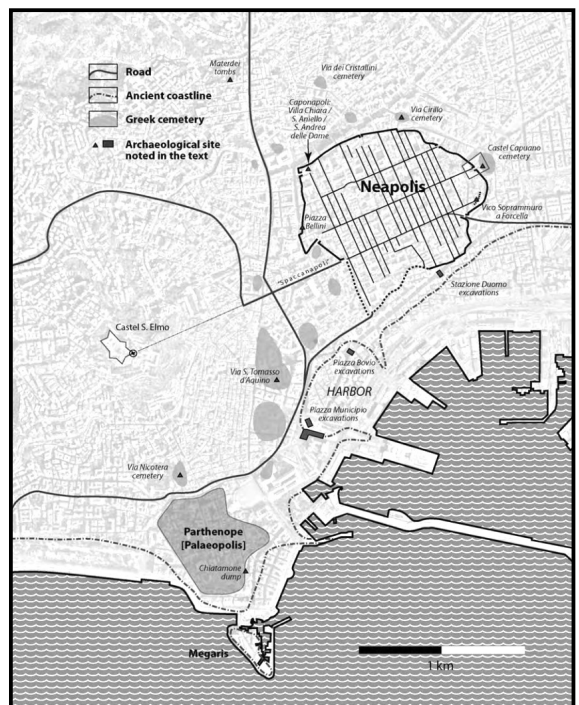 Road
Ancient coastline
Greek cemetery
Archaeological site
noted in the text
Materdei
tombs
Via dei Cristallini
cemetery
Caponapoli:
Villa Chiara /
S. Aniello /
S. Andrea
delle Dame
Via Cirillo
cemetery
Castel Capuano
cemetery
Neapolis
Piazza
Bellini
Vico Soprammuro
a Forcella
"Spaccanapoli"
Stazione Duomo
excavations
Castel S. Elmo
Piazza Bovio
excavations
Via S. Tomasso
d'Aquino
HARBOR
Piazza Municipio
excavations
Via Nicotera
cemetery
Parthenope
[Palaeopolis]
Chiatamone
dump
Megaris
1 km